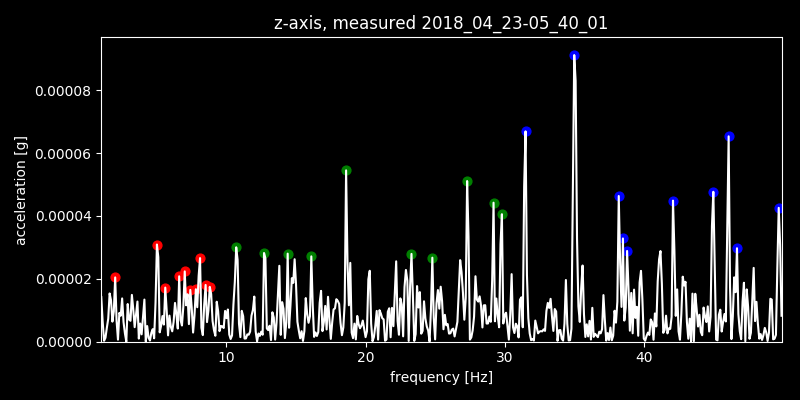 z-axis, measured 2018_04_23-05_40_01
0.00008
0.00006
0.00004
0.00002
0.00000
acceleration [g]
10 20 30 40
frequency [Hz]